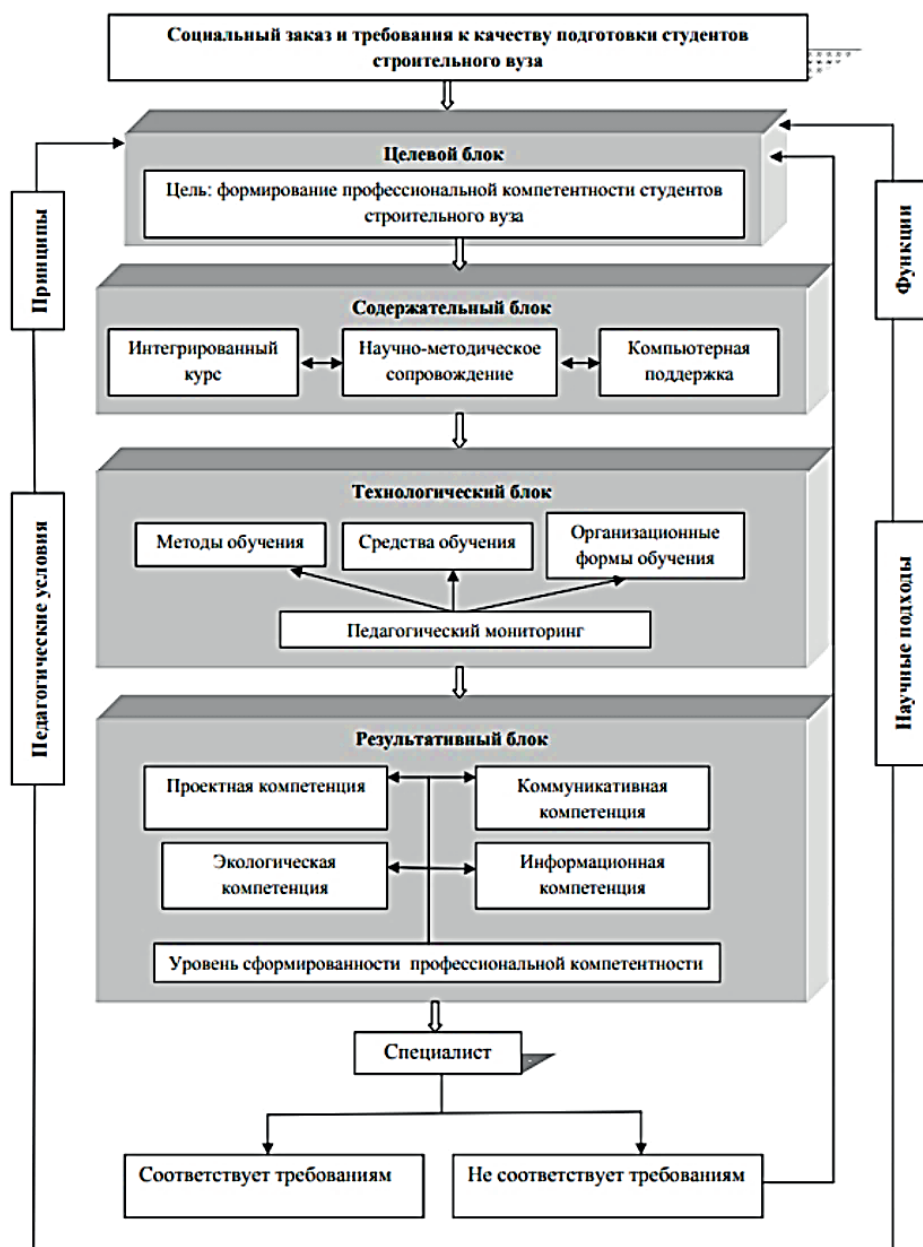 Социальный заказ и требования к качеству подготовки студентов
строительного вуза
Целевой блок
Цель: формирование профессиональной компетентности студентов
строительного вуза
Принципы
Функции
Содержательный блок
Интегрированный
курс
Научно-методическое
сопровождение
Компьютерная
поддержка
Технологический блок
Методы обучения
Средства обучения
Организационные
формы обучения
Педагогический мониторинг
Педагогические условия
Научные подходы
Результативный блок
Проектная компетенция
Коммуникативная
компетенция
Экологическая
компетенция
Информационная
компетенция
Уровень сформированности профессиональной компетентности
Специалист
Соответствует требованиям
Не соответствует требованиям